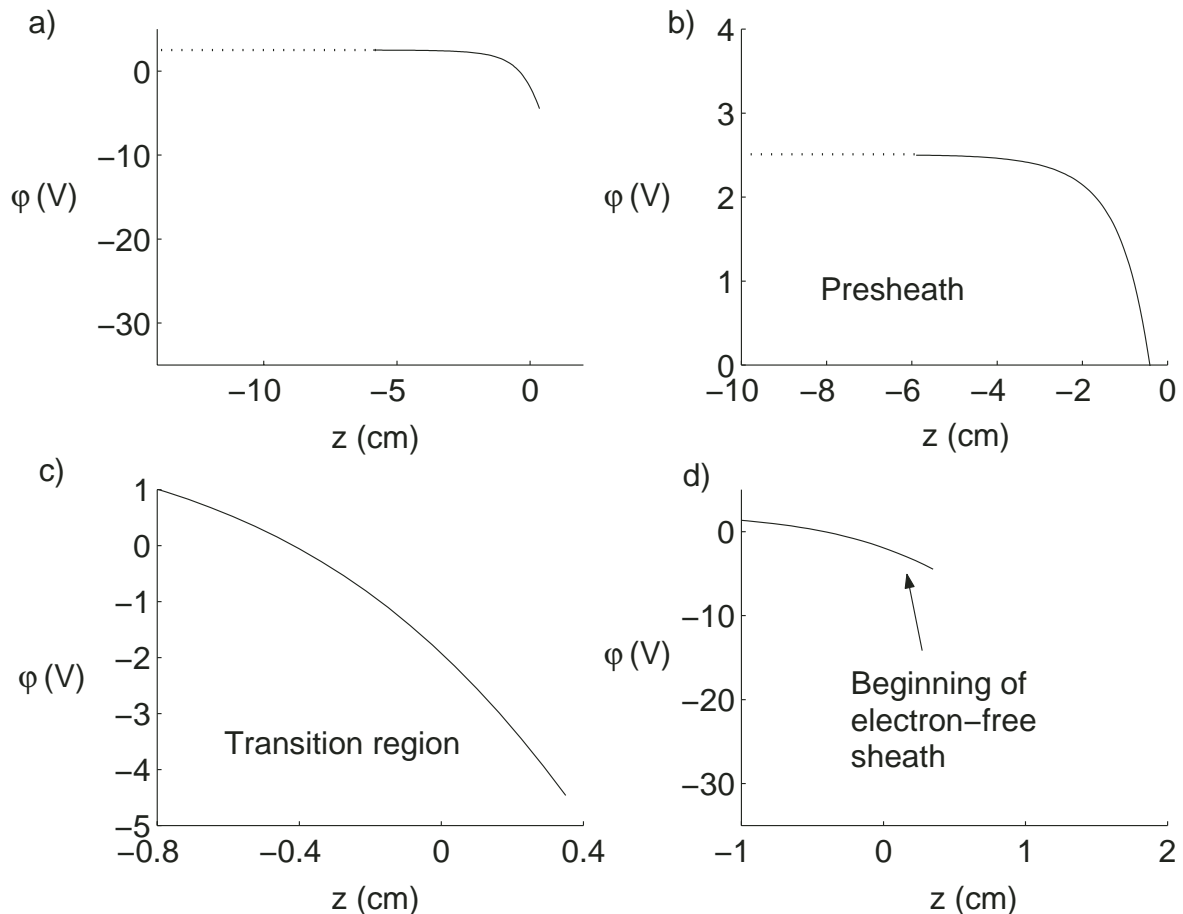 a)
0
−10
−20
−30
φ (V)
−10
−5
0
z (cm)
b)
4
3
2
1
0
φ (V)
Presheath
−10
−8
−6
−4
−2
0
z (cm)
c)
1
0
−1
−2
−3
−4
−5
φ (V)
Transition region
−0.8
−0.4
0
0.4
z (cm)
d)
0
−10
−20
−30
φ (V)
Beginning of
electron−free
sheath
−1
0
1
2
z (cm)